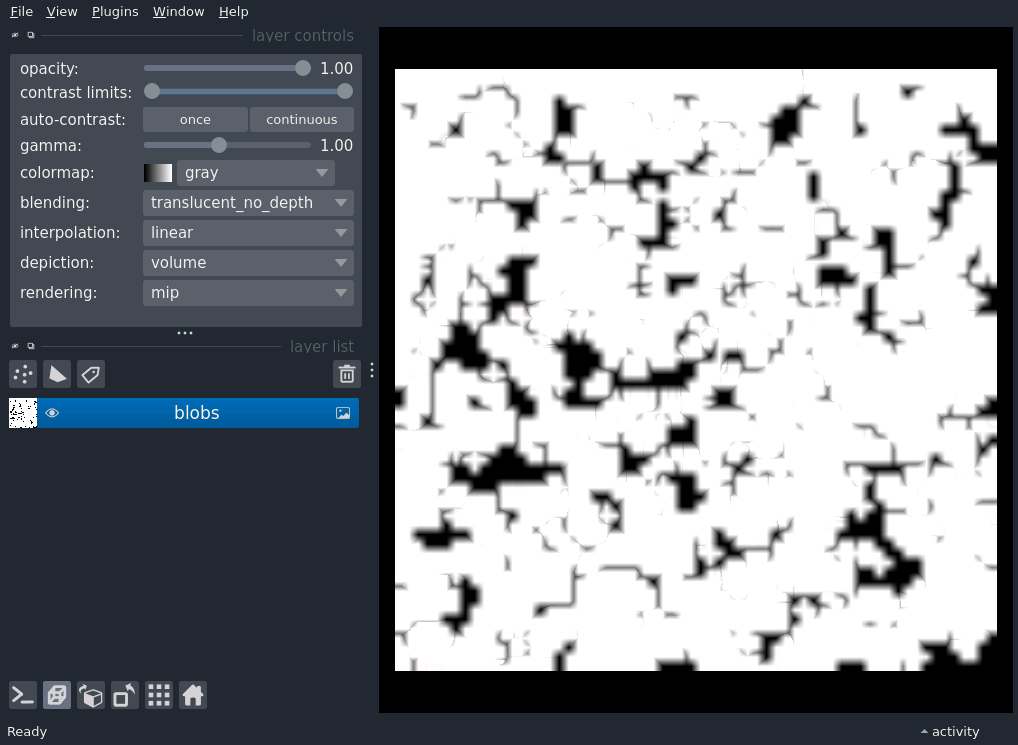 File View Plugins Window Help
layer controls
opacity: 1.00
contrast limits:
auto-contrast: once continuous
gamma: 1.00
colormap: gray
blending: translucent_no_depth
interpolation: linear
depiction: volume
rendering: mip
layer list
blobs
Ready
activity